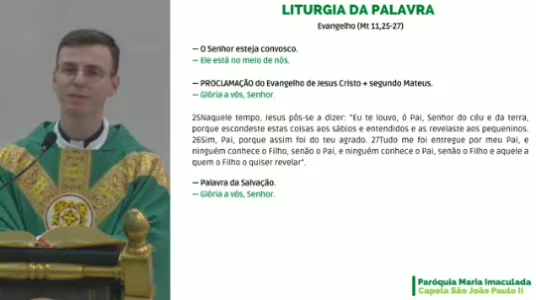 LITURGIA DA PALAVRA
Evangelho (Mt 11,25-27)
— O Senhor esteja convosco.
— Ele está no meio de nós.
— PROCLAMAÇÃO do Evangelho de Jesus Cristo + segundo Mateus.
— Glória a vós, Senhor.
25Naquele tempo, Jesus pôs-se a dizer: "Eu te louvo, ó Pai, Senhor do céu e da terra,
porque escondeste estas coisas aos sábios e entendidos e as revelaste aos pequeninos.
26Sim, Pai, porque assim foi do teu agrado. 27Tudo me foi entregue por meu Pai, e
ninguém conhece o Filho, senão o Pai, e ninguém conhece o Pai, senão o Filho e aquele a
quem o Filho o quiser revelar".
— Palavra da Salvação.
— Glória a vós, Senhor.
Paróquia Maria Imaculada
Capela São João Paulo II